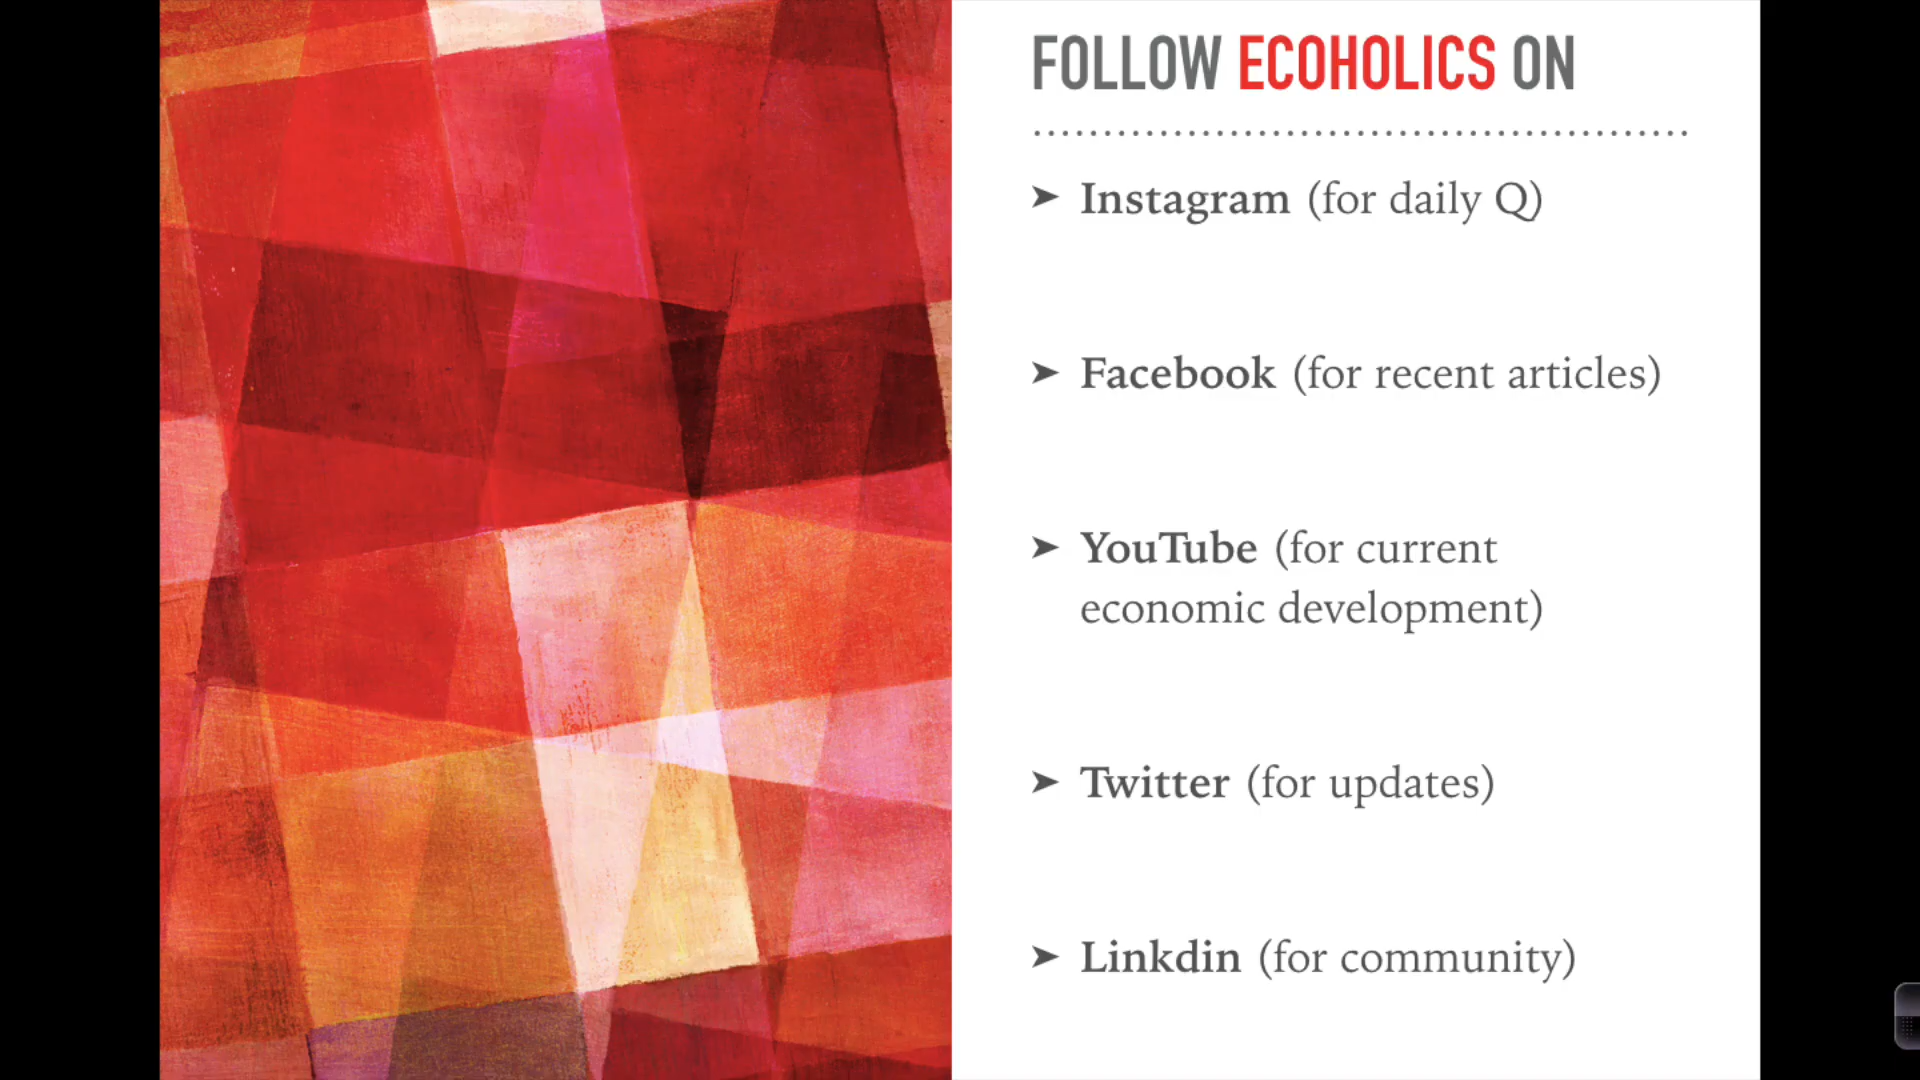 FOLLOW ECOHOLICS ON
➤ Instagram (for daily Q)
➤ Facebook (for recent articles)
➤ YouTube (for current
economic development)
➤ Twitter (for updates)
➤ Linkdin (for community)